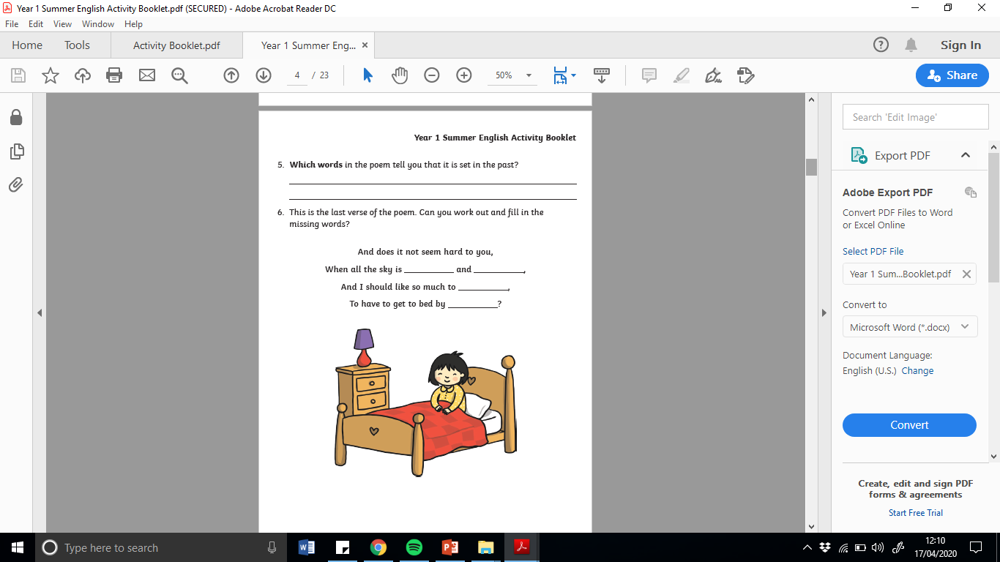 Year 1 Summer English Activity Booklet.pdf (SECURED) - Adobe Acrobat Reader DC
File Edit View Window Help
Home Tools Activity Booklet.pdf Year 1 Summer Eng... × Sign In
4 / 23 50% Share
Search 'Edit Image'
Export PDF
Adobe Export PDF
Convert PDF Files to Word
or Excel Online
Select PDF File
Year 1 Sum...Booklet.pdf
Convert to
Microsoft Word (*.docx)
Document Language:
English (U.S.) Change
Convert
Create, edit and sign PDF
forms & agreements
Start Free Trial
Year 1 Summer English Activity Booklet
5. Which words in the poem tell you that it is set in the past?
6. This is the last verse of the poem. Can you work out and fill in the
missing words?
And does it not seem hard to you,
When all the sky is __________ and __________,
And I should like so much to __________,
To have to get to bed by __________?
Type here to search
12:10
17/04/2020